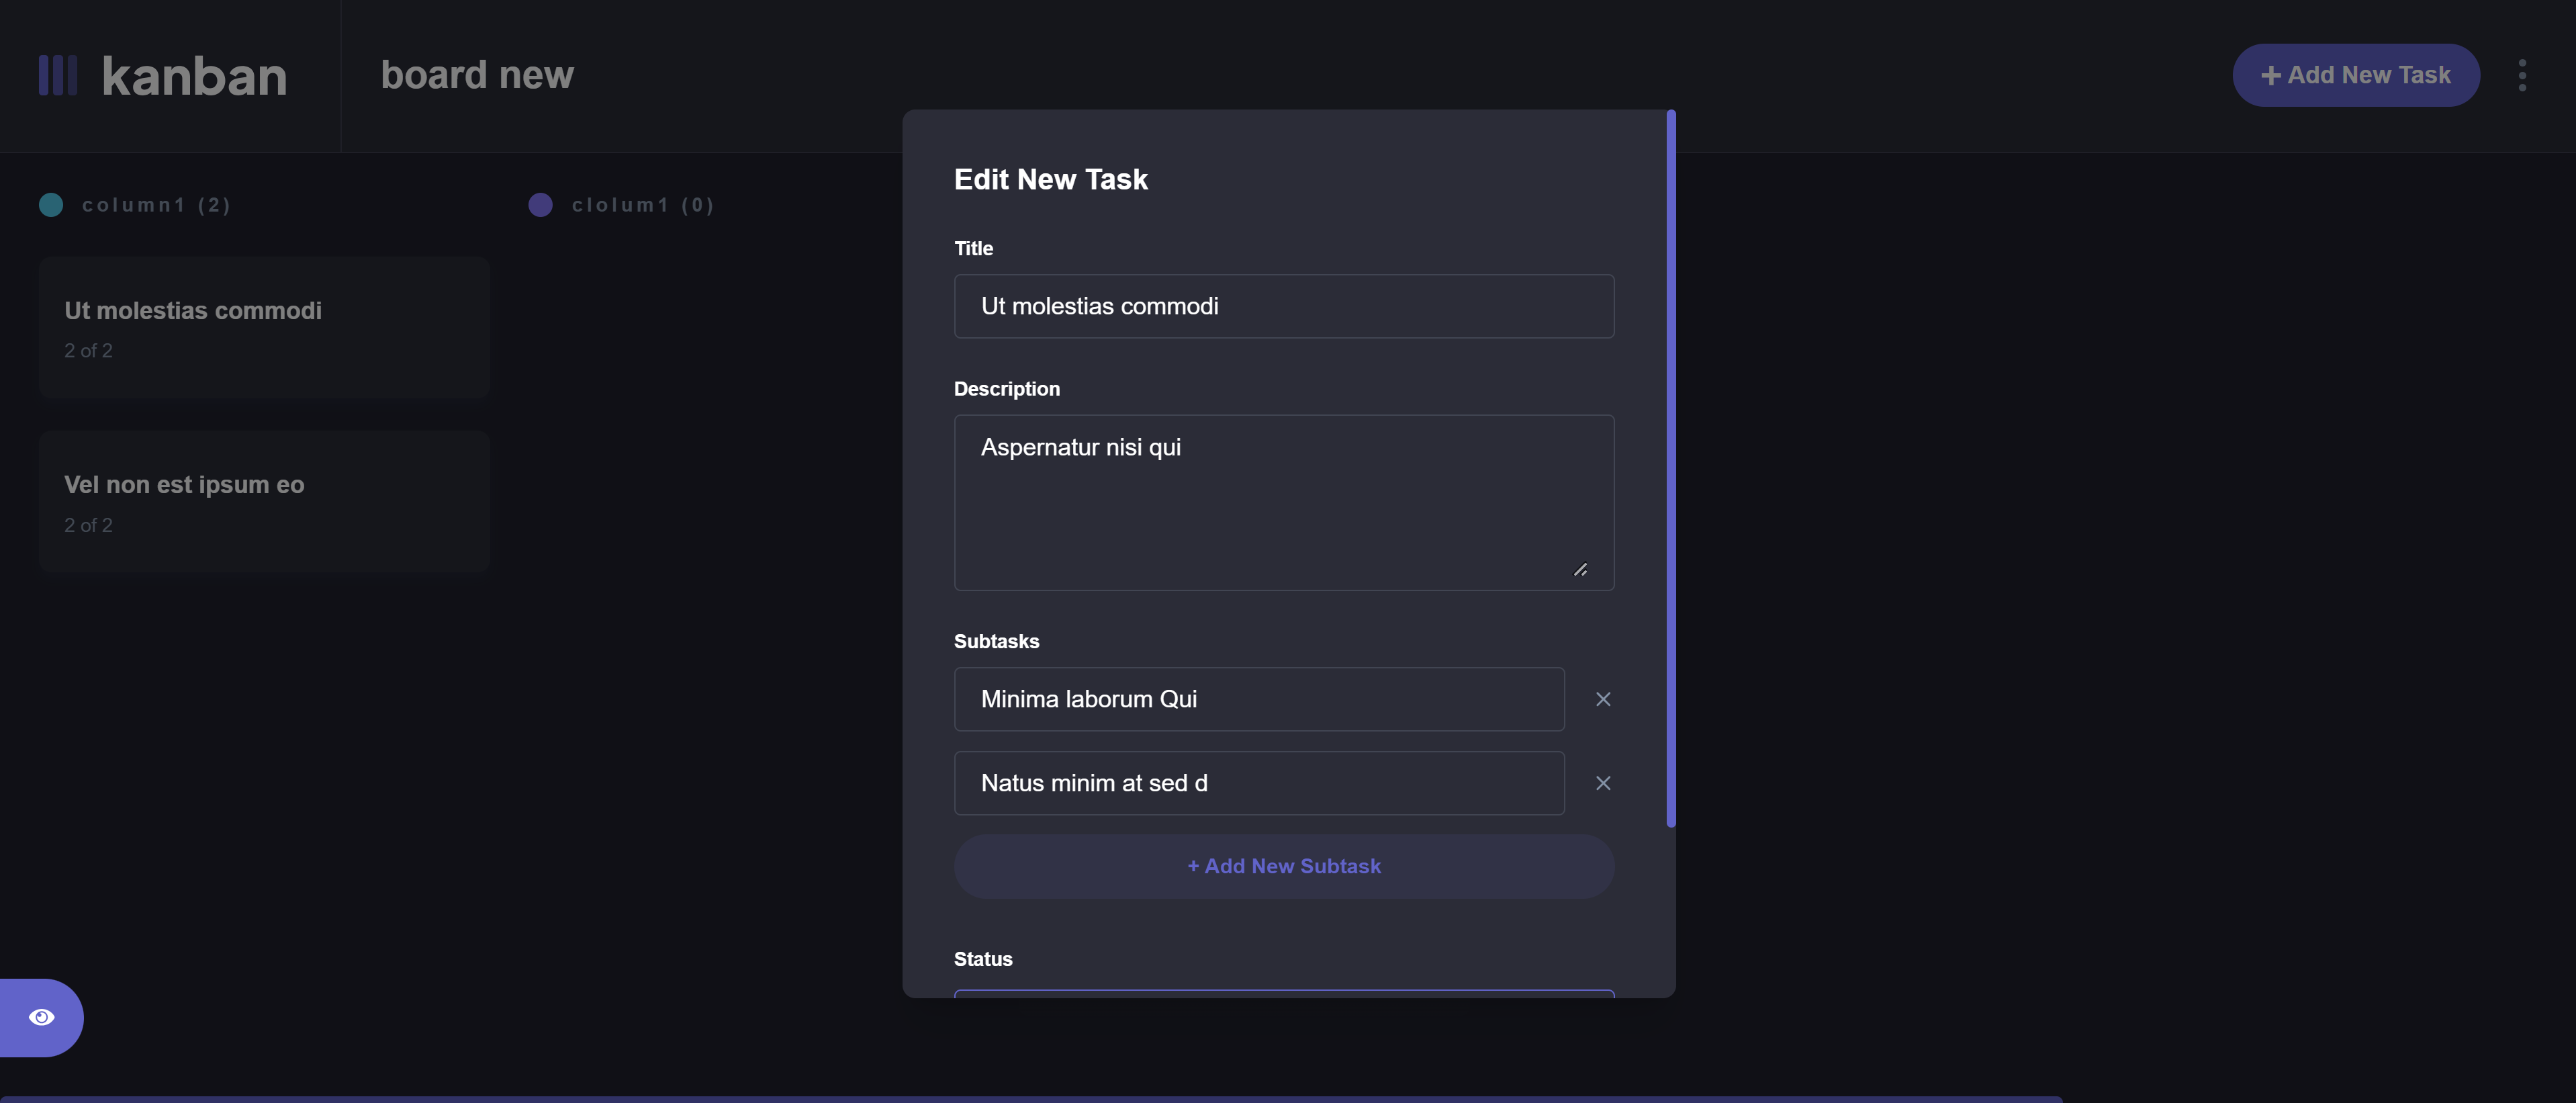 kanban
board new
+ Add New Task
column1 (2)
clolum1 (0)
Ut molestias commodi
2 of 2
Vel non est ipsum eo
2 of 2
Edit New Task
Title
Ut molestias commodi
Description
Aspernatur nisi qui
Subtasks
Minima laborum Qui
Natus minim at sed d
+ Add New Subtask
Status